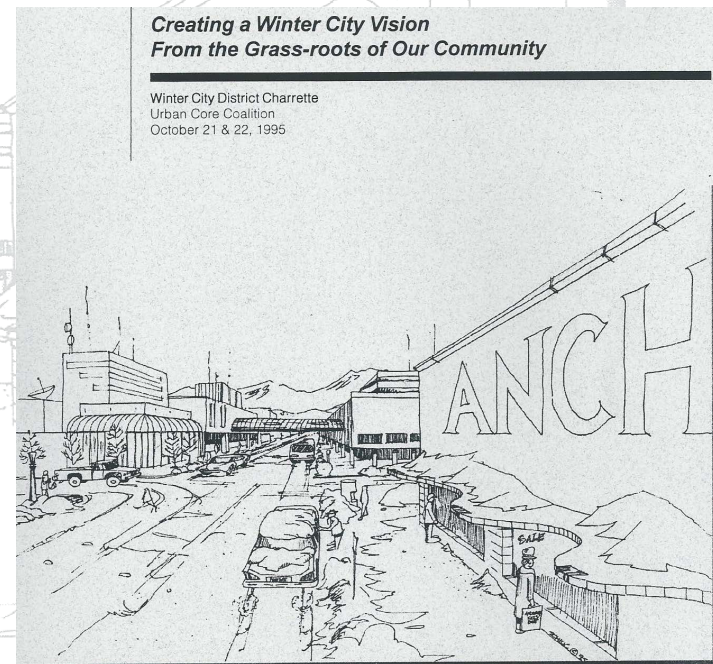 Creating a Winter City Vision
From the Grass-roots of Our Community
Winter City District Charrette
Urban Core Coalition
October 21 & 22, 1995
ANCH
SALE